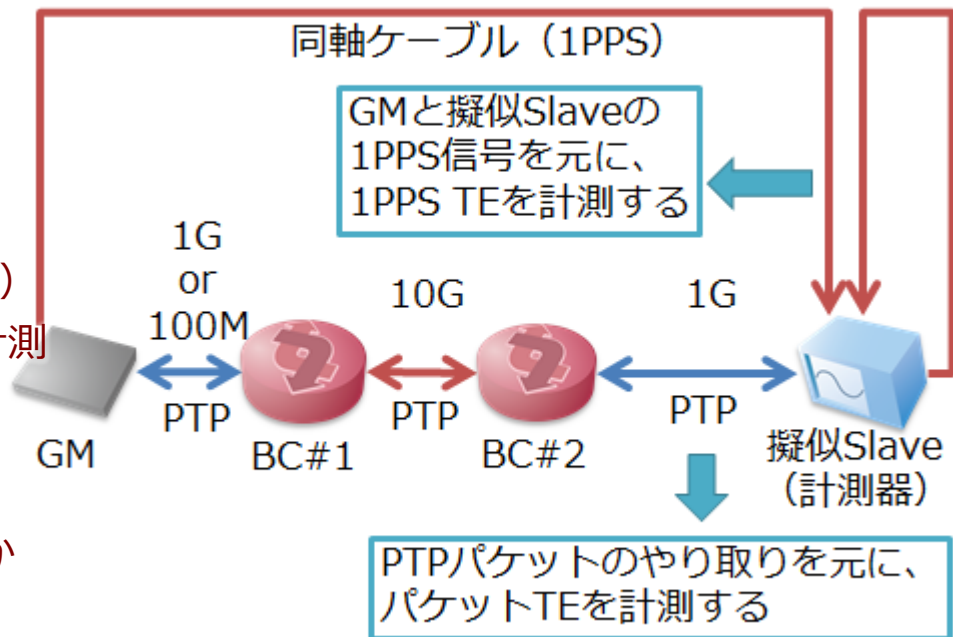 同軸ケーブル（1PPS）
GMと擬似Slaveの
1PPS信号を元に、
1PPS TEを計測する
1G
or
100M
10G
1G
）
測
PTP
PTP
PTP
GM
BC#1
BC#2
擬似Slave
（計測器）
か
PTPパケットのやり取りを元に、
パケットTEを計測する